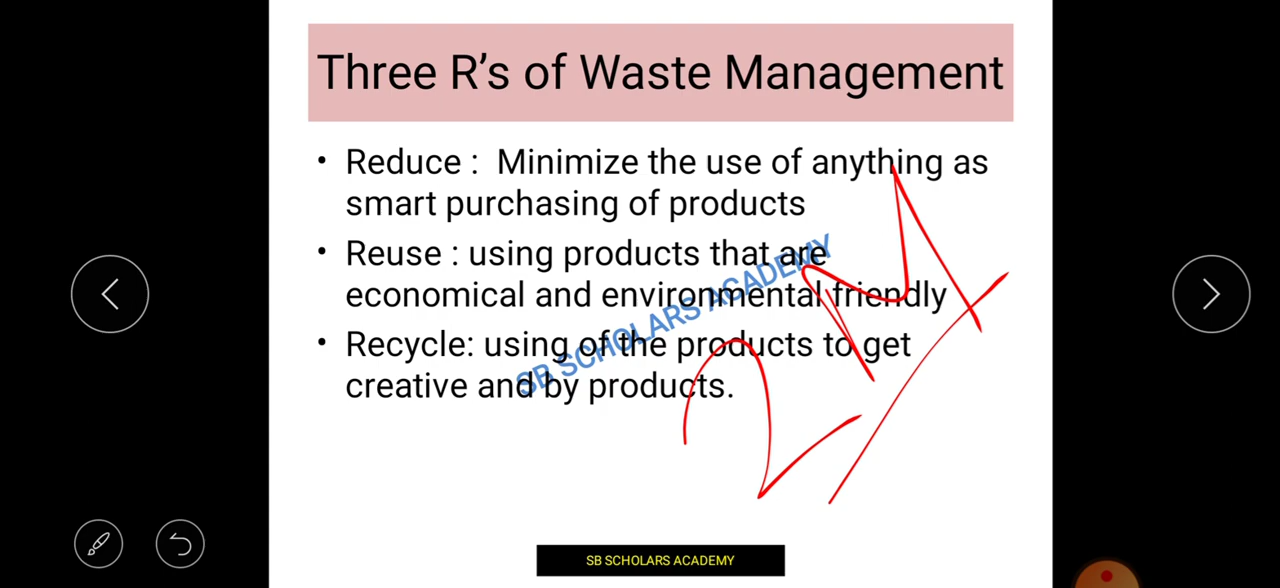 Three R's of Waste Management
• Reduce : Minimize the use of anything as
smart purchasing of products
• Reuse : using products that are
economical and environmental friendly
• Recycle: using of the products to get
creative and by products.
SB SCHOLARS ACADEMY
2 M
SB SCHOLARS ACADEMY